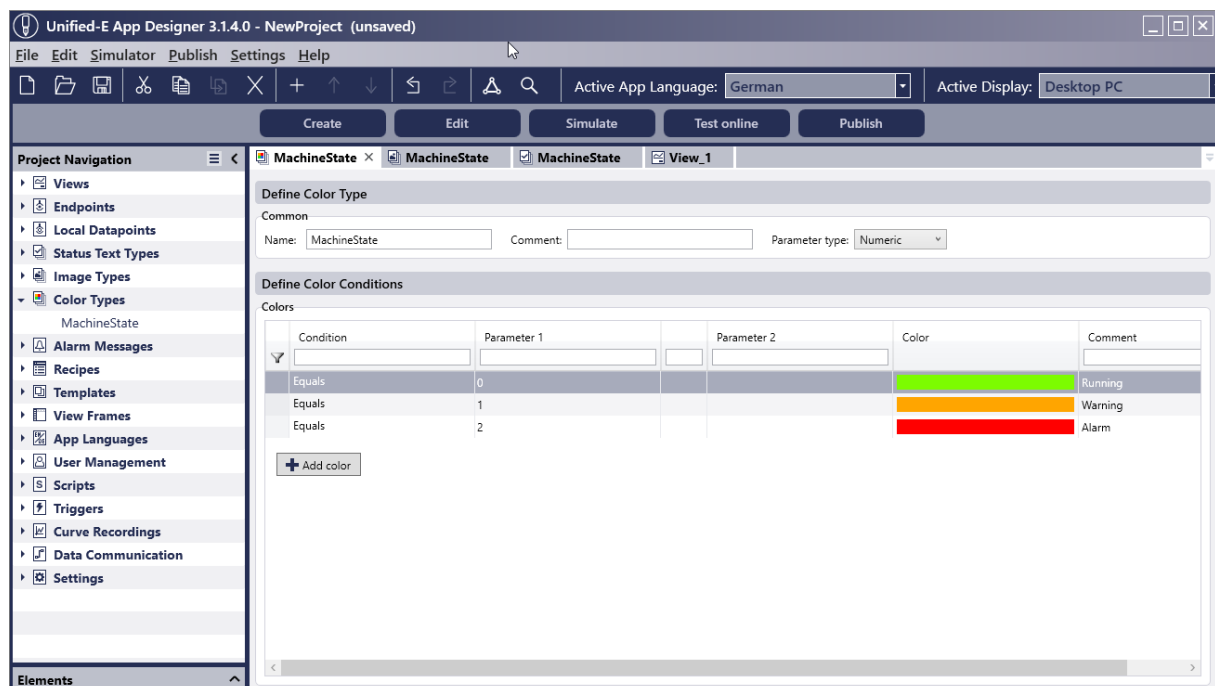 Unified-E App Designer 3.1.4.0 - NewProject (unsaved)
File Edit Simulator Publish Settings Help
Active App Language: German Active Display: Desktop PC
Create Edit Simulate Test online Publish
Project Navigation
Views
Endpoints
Local Datapoints
Status Text Types
Image Types
Color Types
MachineState
Alarm Messages
Recipes
Templates
View Frames
App Languages
User Management
Scripts
Triggers
Curve Recordings
Data Communication
Settings
Elements
MachineState MachineState MachineState View_1
Define Color Type
Common
Name: MachineState Comment: Parameter type: Numeric
Define Color Conditions
Colors
Condition Parameter 1 Parameter 2 Color Comment
Equals 0 Running
Equals 1 Warning
Equals 2 Alarm
Add color